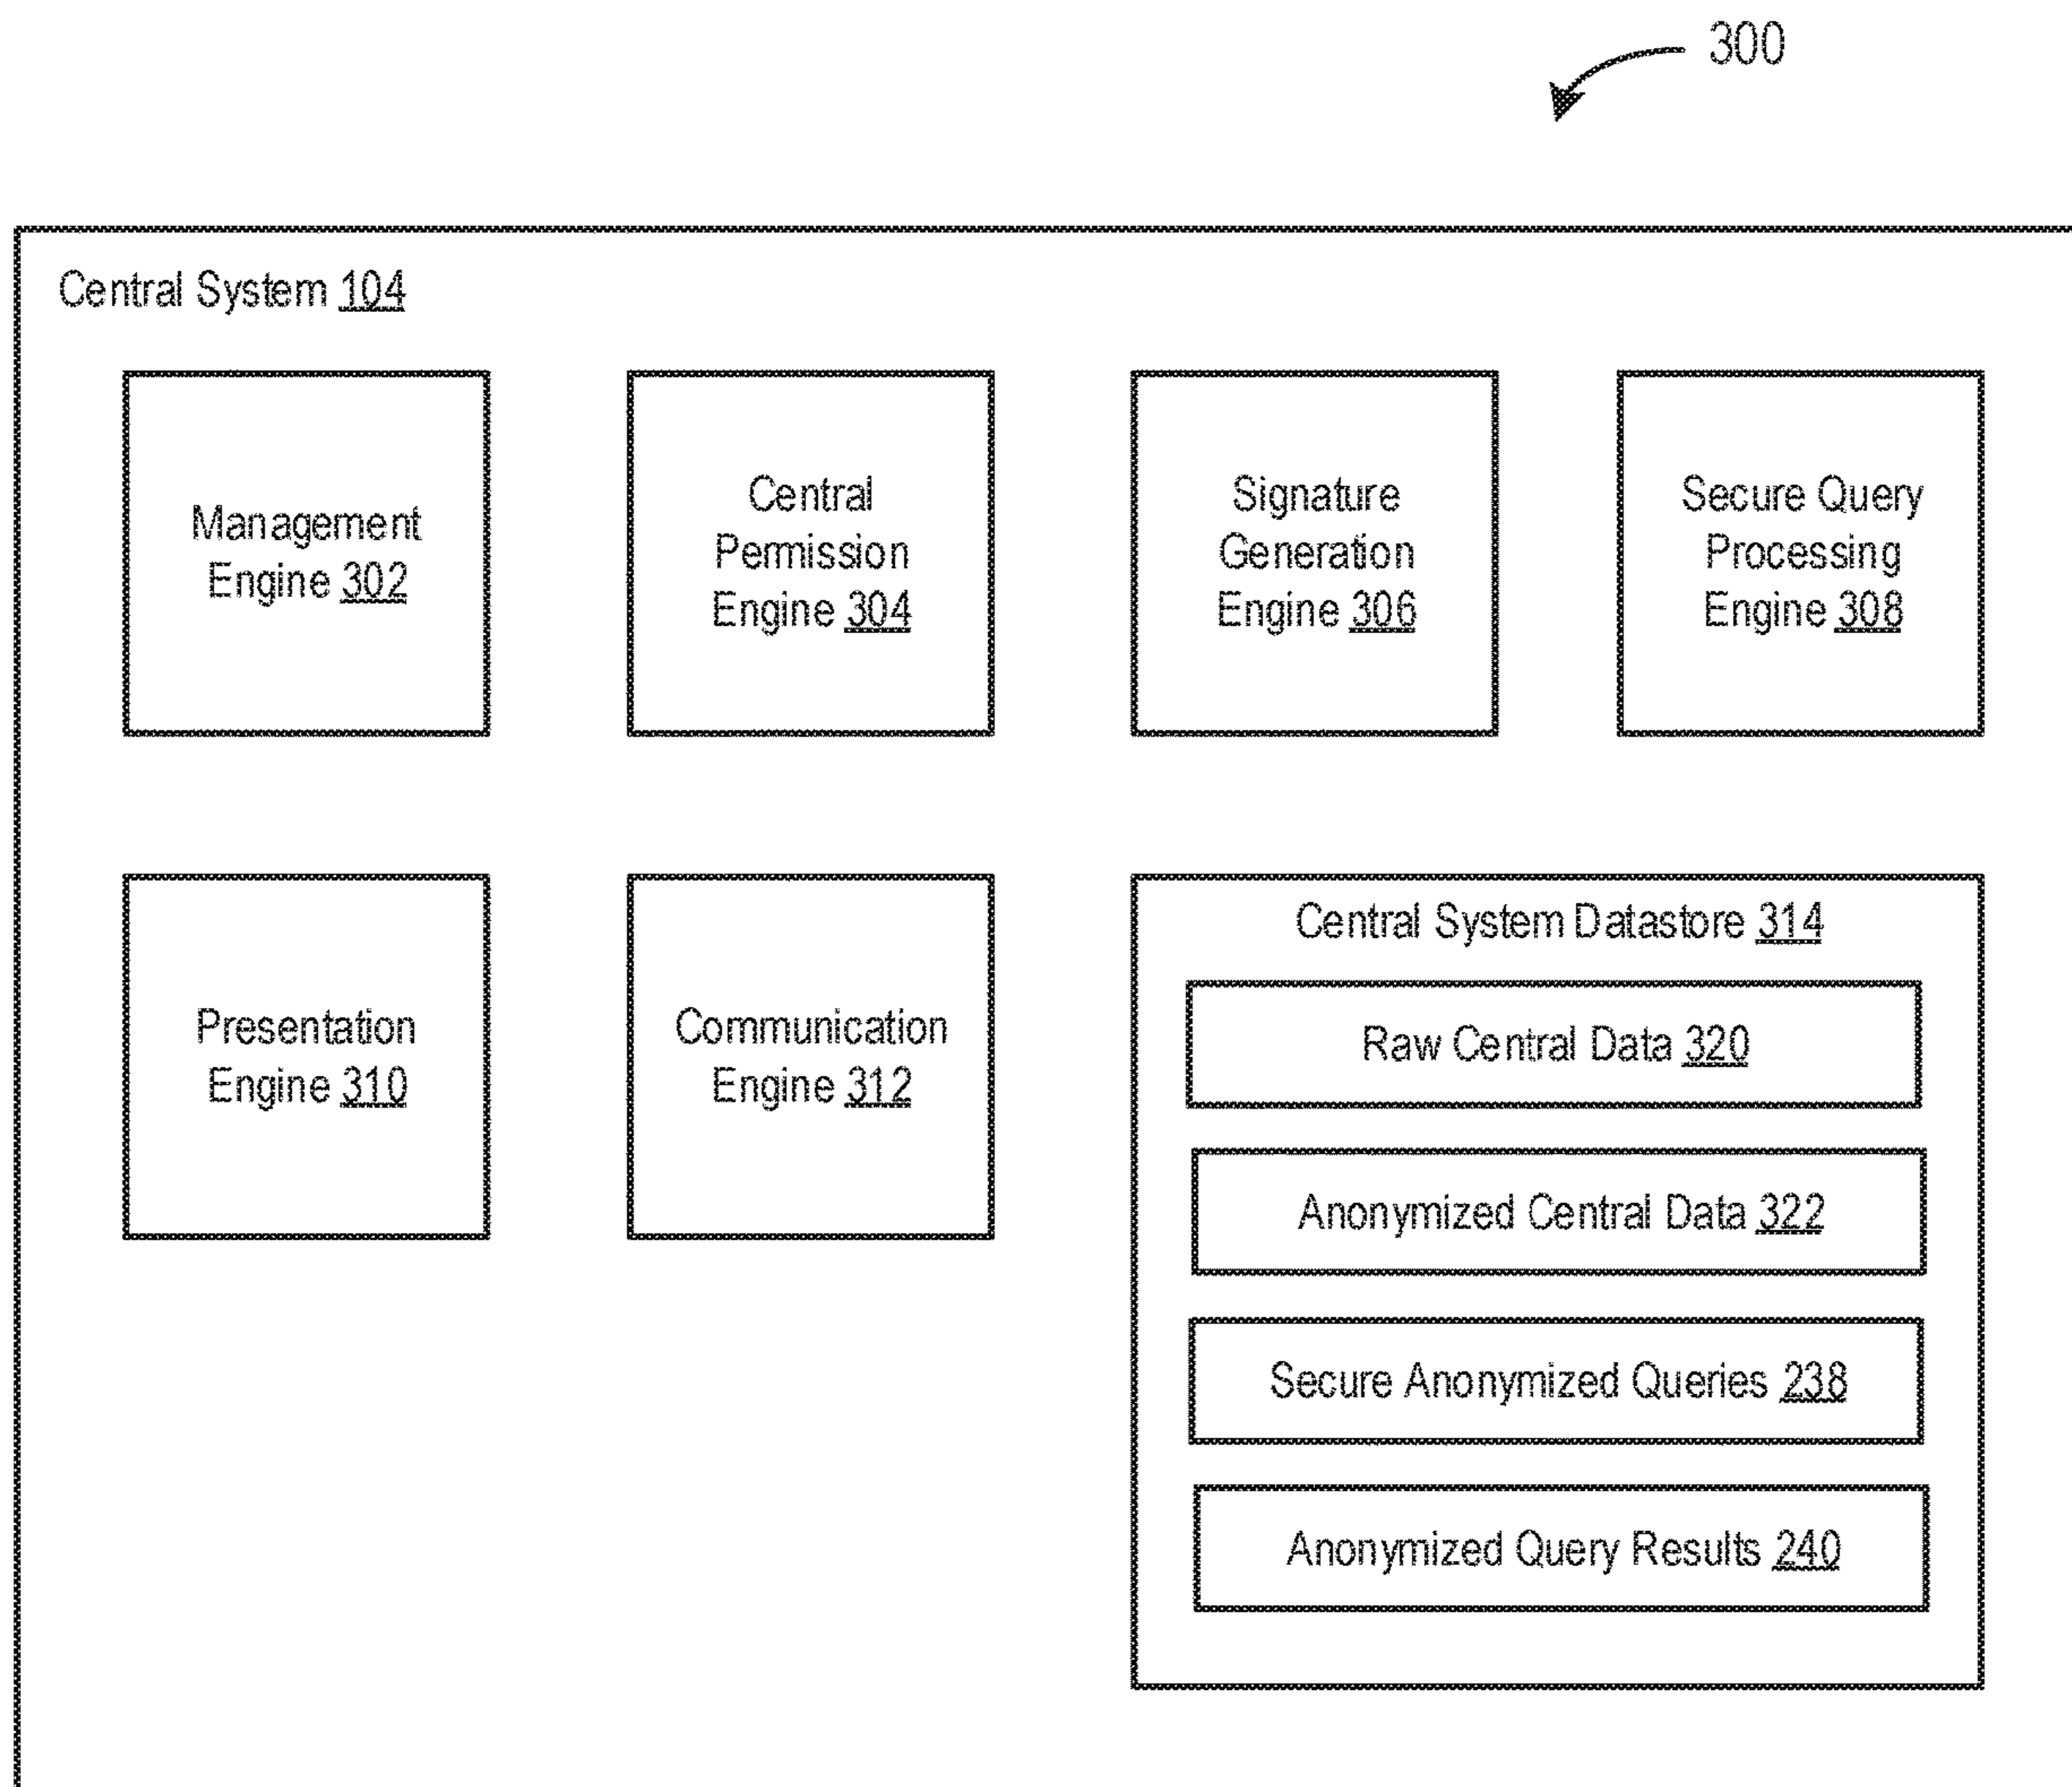 300
Central System 104
Management
Engine 302
Central
Permission
Engine 304
Signature
Generation
Engine 306
Secure Query
Processing
Engine 308
Presentation
Engine 310
Communication
Engine 312
Central System Datastore 314
Raw Central Data 320
Anonymized Central Data 322
Secure Anonymized Queries 238
Anonymized Query Results 240